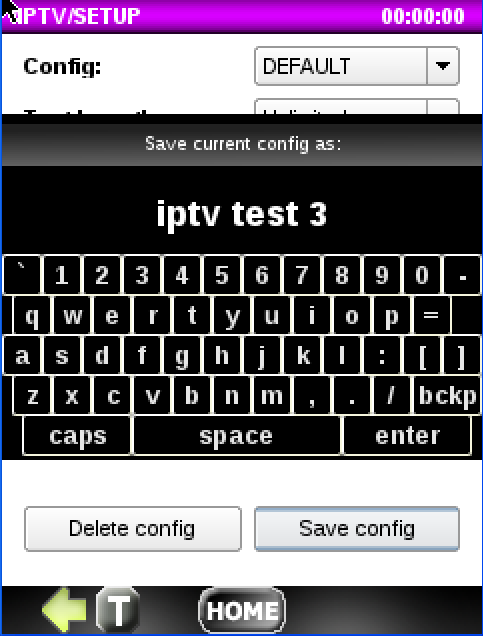 IPTV/SETUP 00:00:00
Config: DEFAULT
Save current config as:
iptv test 3
` 1 2 3 4 5 6 7 8 9 0 -
q w e r t y u i o p =
a s d f g h j k l : [ ]
z x c v b n m , . / bckp
caps space enter
Delete config Save config
T HOME